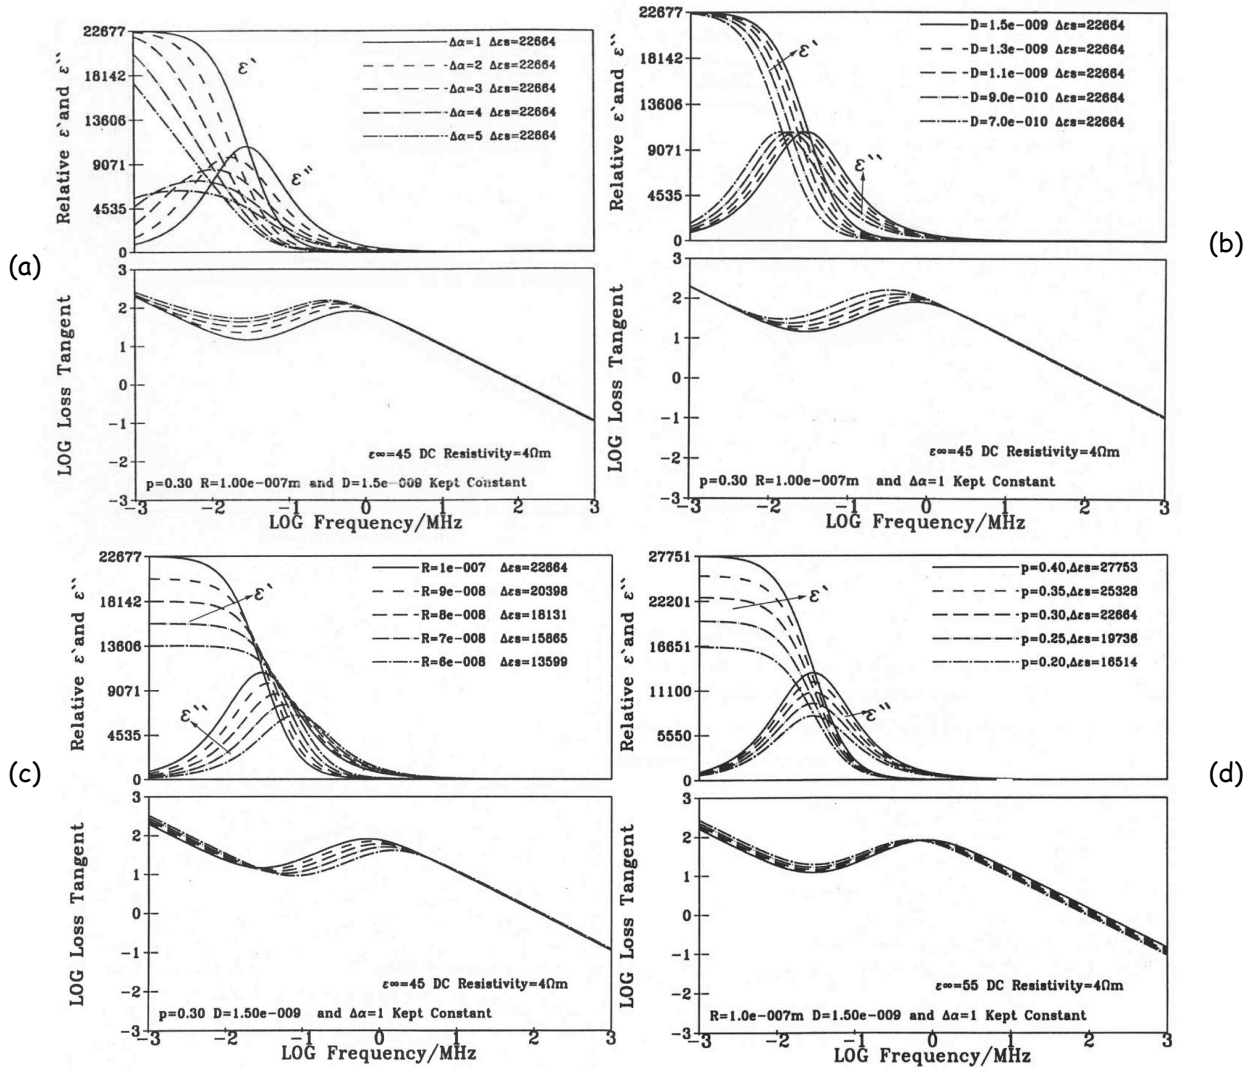 (a)
Relative ε` and ε``
22677
18142
13606
9071
4535
0
ε`
ε''
Δα=1 Δεs=22664
Δα=2 Δεs=22664
Δα=3 Δεs=22664
Δα=4 Δεs=22664
Δα=5 Δεs=22664
LOG Loss Tangent
3
2
1
0
-1
-2
-3
ε∞=45 DC Resistivity=4Ωm
p=0.30 R=1.00e-007m and D=1.5e-009 Kept Constant
-3 -2 -1 0 1 2 3
LOG Frequency/MHz
(b)
Relative ε` and ε``
22677
18142
13606
9071
4535
0
ε`
ε''
D=1.5e-009 Δεs=22664
D=1.3e-009 Δεs=22664
D=1.1e-009 Δεs=22664
D=9.0e-010 Δεs=22664
D=7.0e-010 Δεs=22664
LOG Loss Tangent
3
2
1
0
-1
-2
-3
ε∞=45 DC Resistivity=4Ωm
p=0.30 R=1.00e-007m and Δα=1 Kept Constant
-3 -2 -1 0 1 2 3
LOG Frequency/MHz
(c)
Relative ε` and ε``
22677
18142
13606
9071
4535
0
ε`
ε''
R=1e-007 Δεs=22664
R=9e-008 Δεs=20398
R=8e-008 Δεs=18131
R=7e-008 Δεs=15865
R=6e-008 Δεs=13599
LOG Loss Tangent
3
2
1
0
-1
-2
-3
ε∞=45 DC Resistivity=4Ωm
p=0.30 D=1.50e-009 and Δα=1 Kept Constant
-3 -2 -1 0 1 2 3
LOG Frequency/MHz
(d)
Relative ε` and ε``
27751
22201
16651
11100
5550
0
ε`
ε''
p=0.40,Δεs=27753
p=0.35,Δεs=25328
p=0.30,Δεs=22664
p=0.25,Δεs=19736
p=0.20,Δεs=16514
LOG Loss Tangent
3
2
1
0
-1
-2
-3
ε∞=55 DC Resistivity=4Ωm
R=1.0e-007m D=1.50e-009 and Δα=1 Kept Constant
-3 -2 -1 0 1 2 3
LOG Frequency/MHz